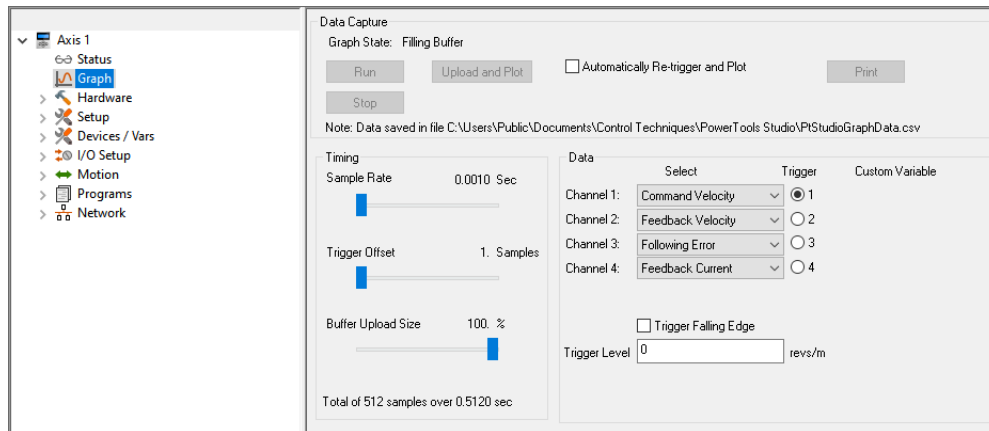 Axis 1
Status
Graph
Hardware
Setup
Devices / Vars
I/O Setup
Motion
Programs
Network
Data Capture
Graph State: Filling Buffer
Run Upload and Plot Automatically Re-trigger and Plot Print
Stop
Note: Data saved in file C:\Users\Public\Documents\Control Techniques\PowerTools Studio\PtStudioGraphData.csv
Timing
Sample Rate 0.0010 Sec
Trigger Offset 1. Samples
Buffer Upload Size 100. %
Total of 512 samples over 0.5120 sec
Data
Select Trigger Custom Variable
Channel 1: Command Velocity 1
Channel 2: Feedback Velocity 2
Channel 3: Following Error 3
Channel 4: Feedback Current 4
Trigger Falling Edge
Trigger Level 0 revs/m